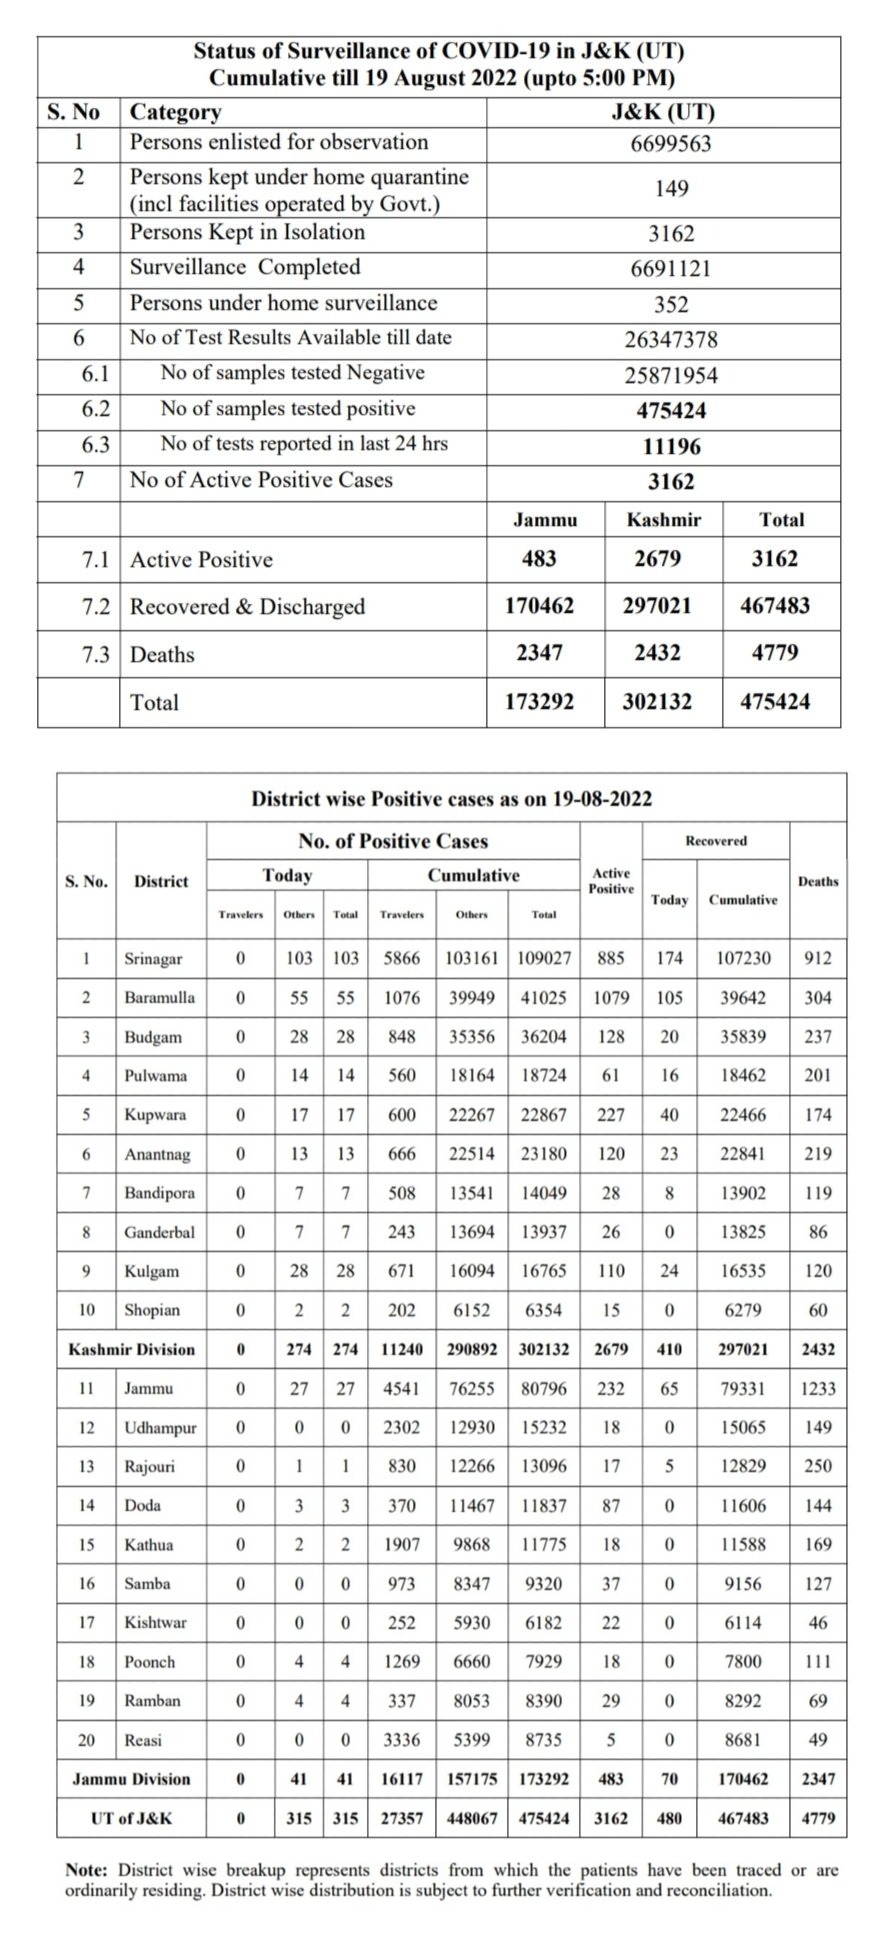 Status of Surveillance of COVID-19 in J&K (UT)
Cumulative till 19 August 2022 (upto 5:00 PM)
S. No Category J&K (UT)
1 Persons enlisted for observation 6699563
2 Persons kept under home quarantine
(incl facilities operated by Govt.) 149
3 Persons Kept in Isolation 3162
4 Surveillance Completed 6691121
5 Persons under home surveillance 352
6 No of Test Results Available till date 26347378
6.1 No of samples tested Negative 25871954
6.2 No of samples tested positive 475424
6.3 No of tests reported in last 24 hrs 11196
7 No of Active Positive Cases 3162
Jammu Kashmir Total
7.1 Active Positive 483 2679 3162
7.2 Recovered & Discharged 170462 297021 467483
7.3 Deaths 2347 2432 4779
Total 173292 302132 475424
District wise Positive cases as on 19-08-2022
S. No. District No. of Positive Cases Active Positive Recovered Deaths
Today Cumulative Today Cumulative
Travelers Others Total Travelers Others Total
1 Srinagar 0 103 103 5866 103161 109027 885 174 107230 912
2 Baramulla 0 55 55 1076 39949 41025 1079 105 39642 304
3 Budgam 0 28 28 848 35356 36204 128 20 35839 237
4 Pulwama 0 14 14 560 18164 18724 61 16 18462 201
5 Kupwara 0 17 17 600 22267 22867 227 40 22466 174
6 Anantnag 0 13 13 666 22514 23180 120 23 22841 219
7 Bandipora 0 7 7 508 13541 14049 28 8 13902 119
8 Ganderbal 0 7 7 243 13694 13937 26 0 13825 86
9 Kulgam 0 28 28 671 16094 16765 110 24 16535 120
10 Shopian 0 2 2 202 6152 6354 15 0 6279 60
Kashmir Division 0 274 274 11240 290892 302132 2679 410 297021 2432
11 Jammu 0 27 27 4541 76255 80796 232 65 79331 1233
12 Udhampur 0 0 0 2302 12930 15232 18 0 15065 149
13 Rajouri 0 1 1 830 12266 13096 17 5 12829 250
14 Doda 0 3 3 370 11467 11837 87 0 11606 144
15 Kathua 0 2 2 1907 9868 11775 18 0 11588 169
16 Samba 0 0 0 973 8347 9320 37 0 9156 127
17 Kishtwar 0 0 0 252 5930 6182 22 0 6114 46
18 Poonch 0 4 4 1269 6660 7929 18 0 7800 111
19 Ramban 0 4 4 337 8053 8390 29 0 8292 69
20 Reasi 0 0 0 3336 5399 8735 5 0 8681 49
Jammu Division 0 41 41 16117 157175 173292 483 70 170462 2347
UT of J&K 0 315 315 27357 448067 475424 3162 480 467483 4779
Note: District wise breakup represents districts from which the patients have been traced or are
ordinarily residing. District wise distribution is subject to further verification and reconciliation.